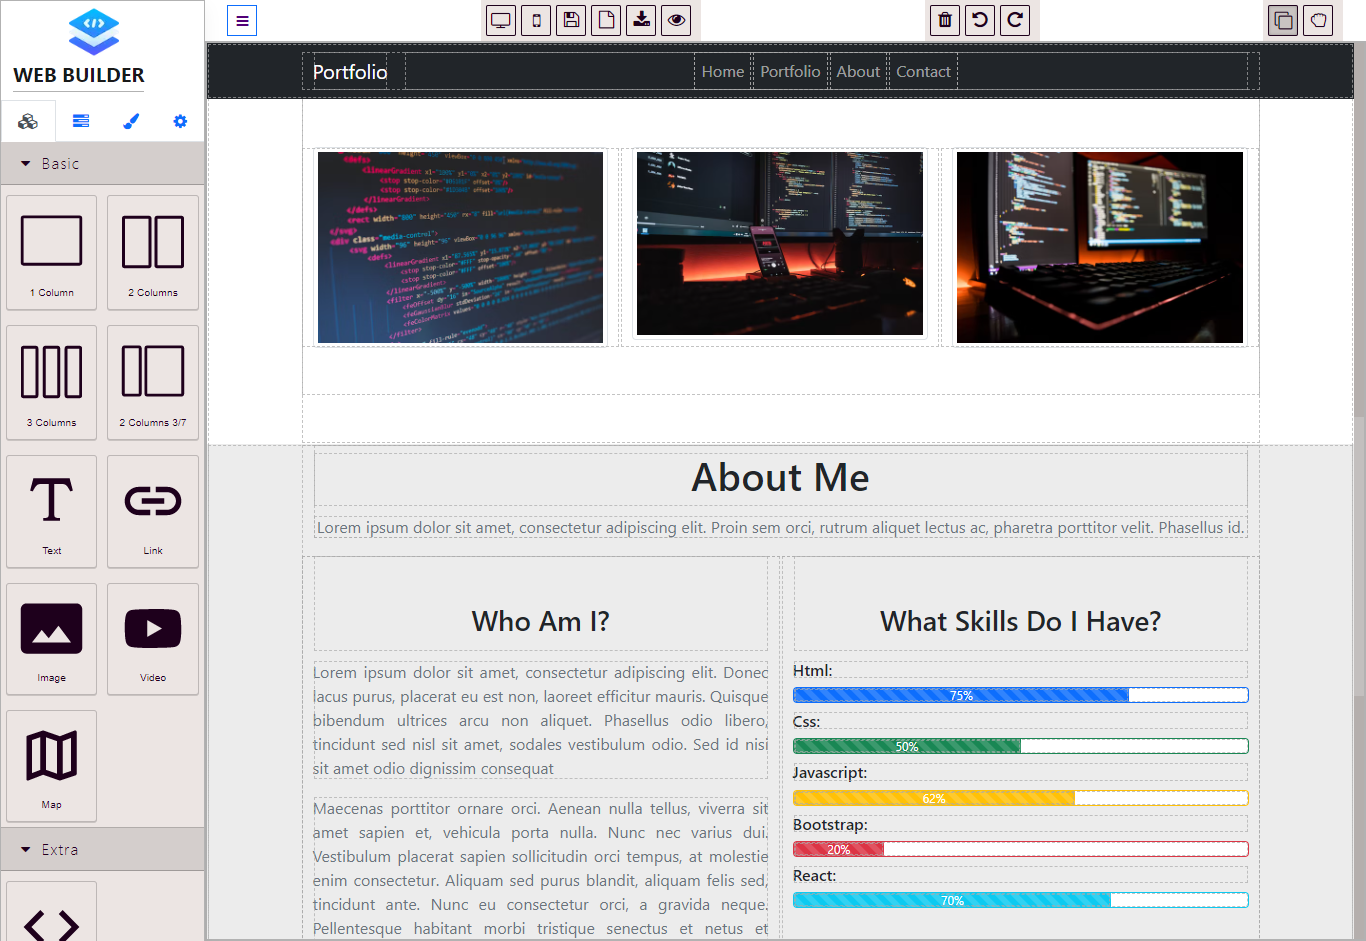 WEB BUILDER
Basic
1 Column
2 Columns
3 Columns
2 Columns 3/7
Text
Link
Image
Video
Map
Extra
Portfolio
Home
Portfolio
About
Contact
About Me
Lorem ipsum dolor sit amet, consectetur adipiscing elit. Proin sem orci, rutrum aliquet lectus ac, pharetra porttitor velit. Phasellus id.
Who Am I?
Lorem ipsum dolor sit amet, consectetur adipiscing elit. Donec
lacus purus, placerat eu est non, laoreet efficitur mauris. Quisque
bibendum ultrices arcu non aliquet. Phasellus odio libero,
tincidunt sed nisl sit amet, sodales vestibulum odio. Sed id nisi
sit amet odio dignissim consequat
Maecenas porttitor ornare orci. Aenean nulla tellus, viverra sit
amet sapien et, vehicula porta nulla. Nunc nec varius dui.
Vestibulum placerat sapien sollicitudin orci tempus, at molestie
enim consectetur. Aliquam sed purus blandit, aliquam felis sed,
tincidunt ante. Nunc eu consectetur orci, a gravida neque.
Pellentesque habitant morbi tristique senectus et netus et
What Skills Do I Have?
Html:
75%
Css:
50%
Javascript:
62%
Bootstrap:
20%
React:
70%